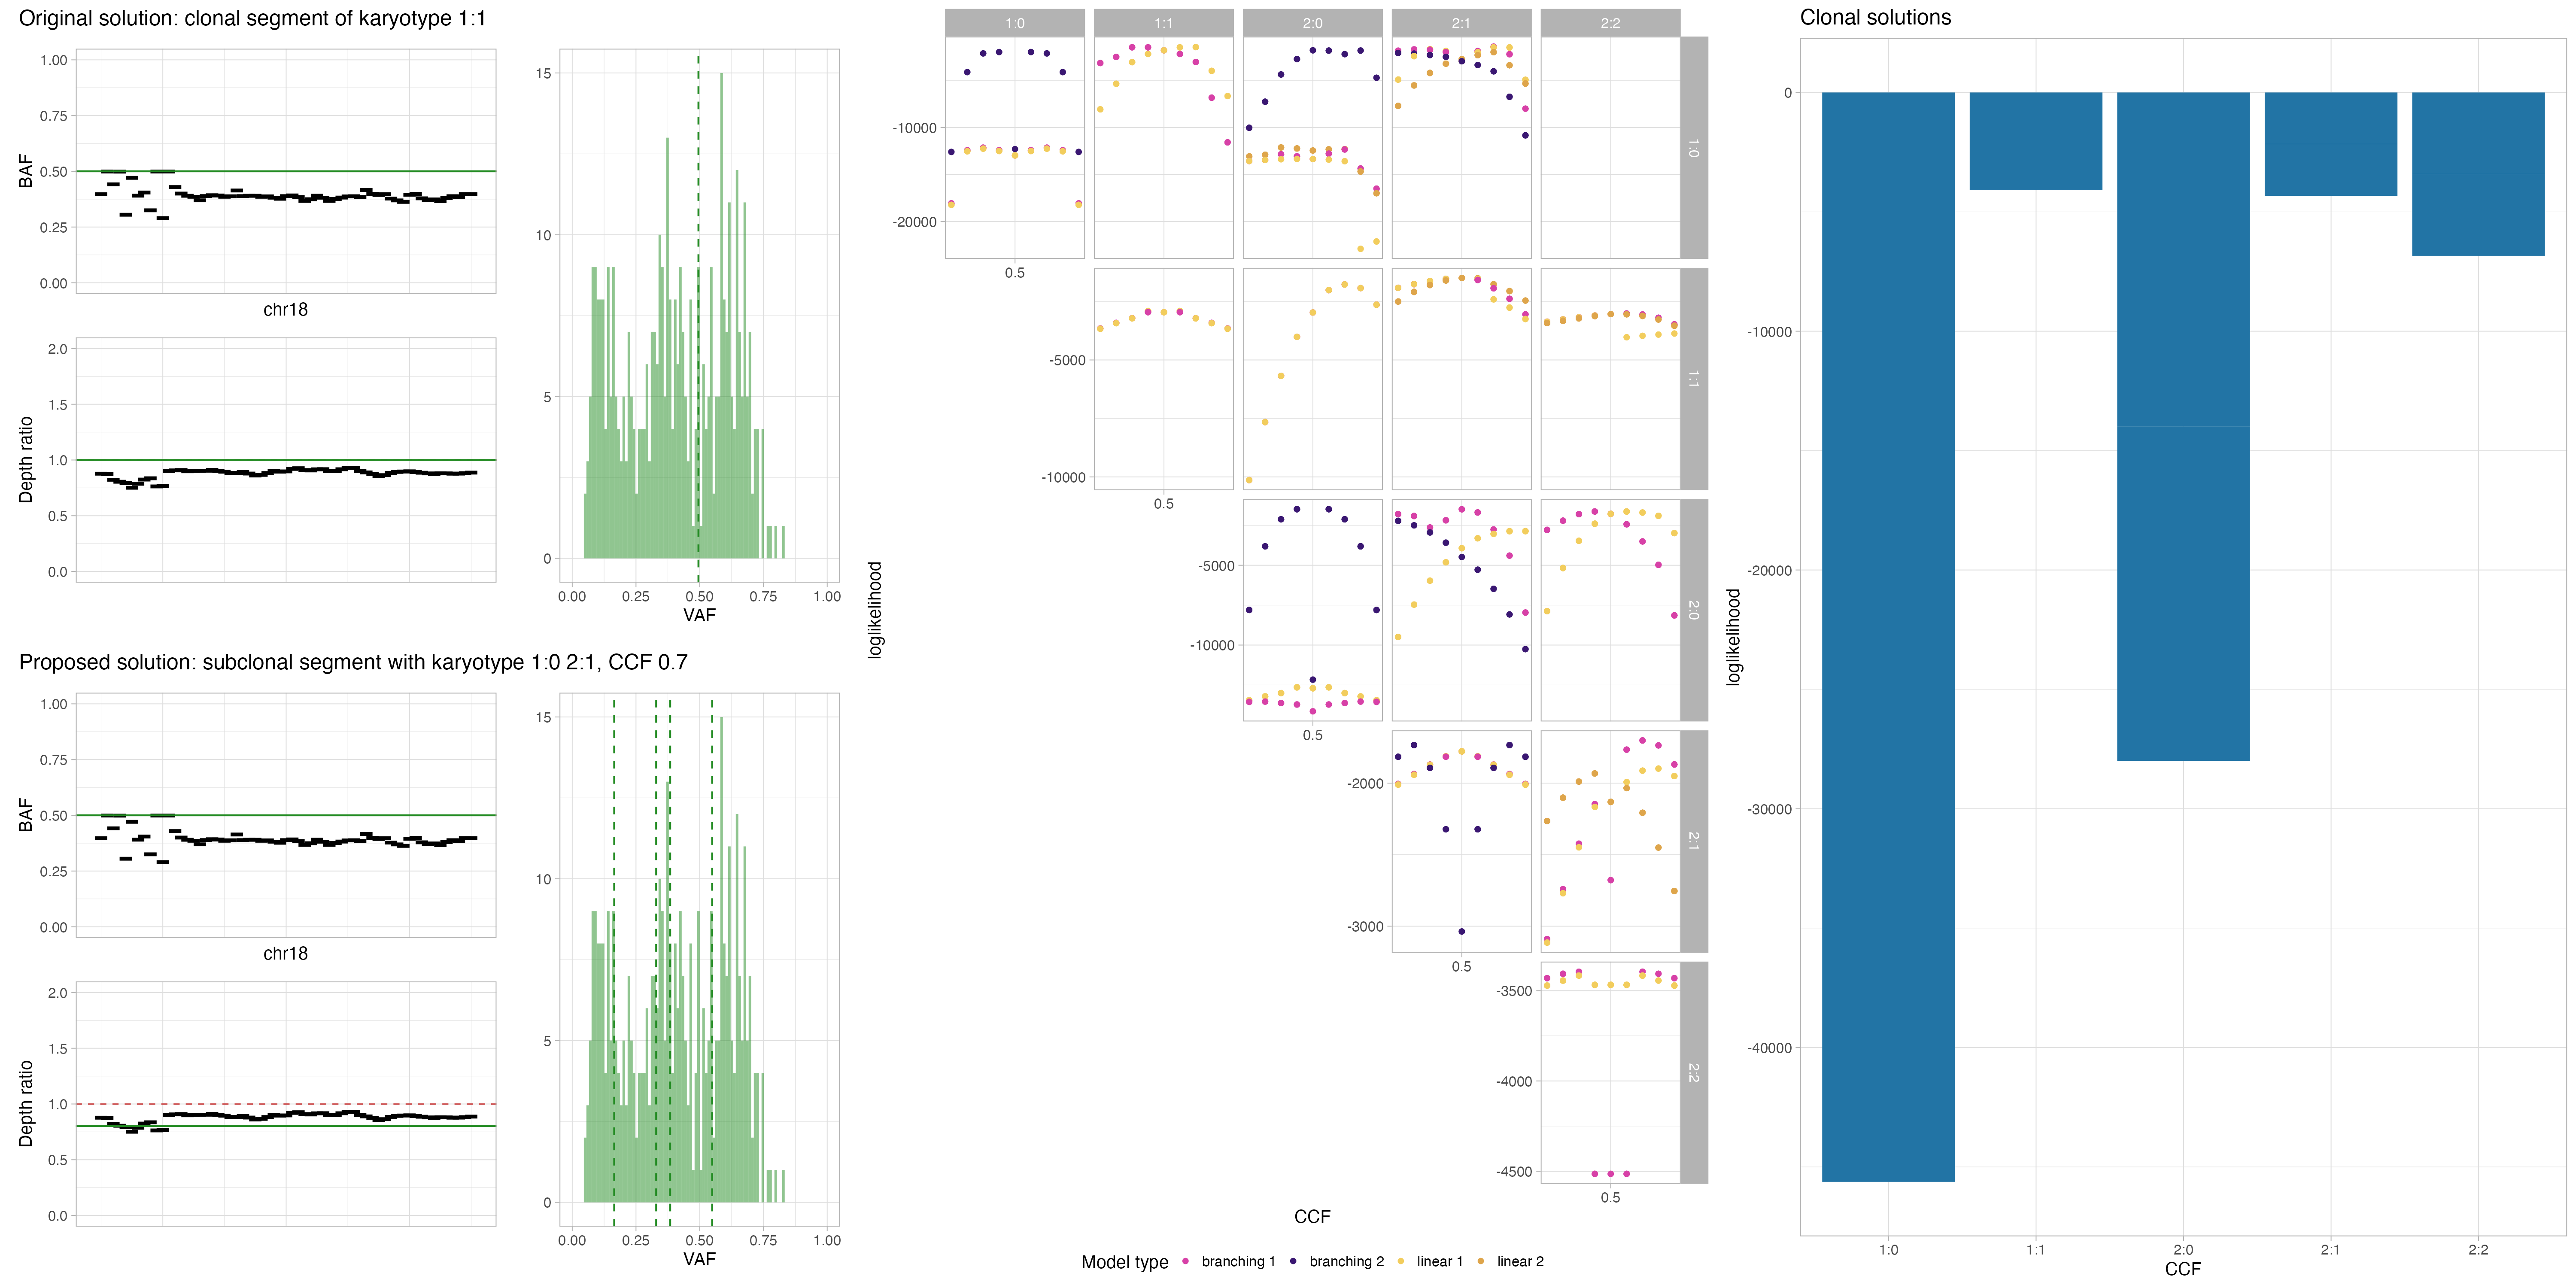 Original solution: clonal segment of karyotype 1:1
1.00
0.75
0.50
0.25
0.00
BAF
chr18
2.0
1.5
1.0
0.5
0.0
Depth ratio
15
10
5
0
0.00 0.25 0.50 0.75 1.00
VAF
Proposed solution: subclonal segment with karyotype 1:0 2:1, CCF 0.7
1.00
0.75
0.50
0.25
0.00
BAF
chr18
2.0
1.5
1.0
0.5
0.0
Depth ratio
15
10
5
0
0.00 0.25 0.50 0.75 1.00
VAF
loglikelihood
1:0 1:1 2:0 2:1 2:2
-10000
-20000
1:0
0.5
-5000
-10000
1:1
0.5
-5000
-10000
2:0
0.5
-2000
-3000
2:1
0.5
-3500
-4000
-4500
2:2
0.5
CCF
Model type branching 1 branching 2 linear 1 linear 2
Clonal solutions
loglikelihood
0
-10000
-20000
-30000
-40000
1:0 1:1 2:0 2:1 2:2
CCF